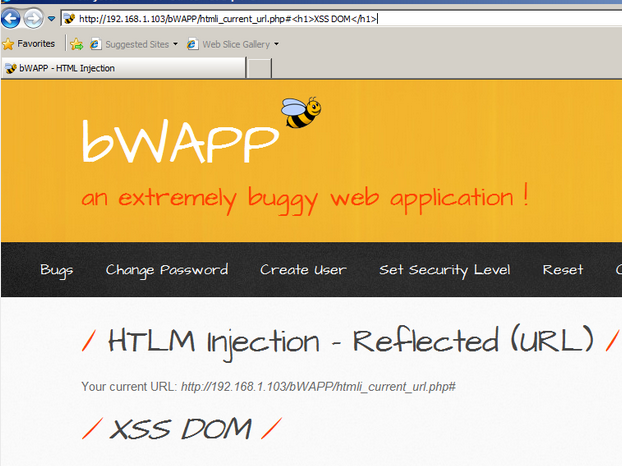 http://192.168.1.103/bWAPP/htmli_current_url.php#<h1>XSS DOM</h1>
Favorites Suggested Sites Web Slice Gallery
bWAPP - HTML Injection
bWAPP
an extremely buggy web application !
Bugs Change Password Create User Set Security Level Reset
/ HTLM Injection - Reflected (URL) /
Your current URL: http://192.168.1.103/bWAPP/htmli_current_url.php#
/ XSS DOM /